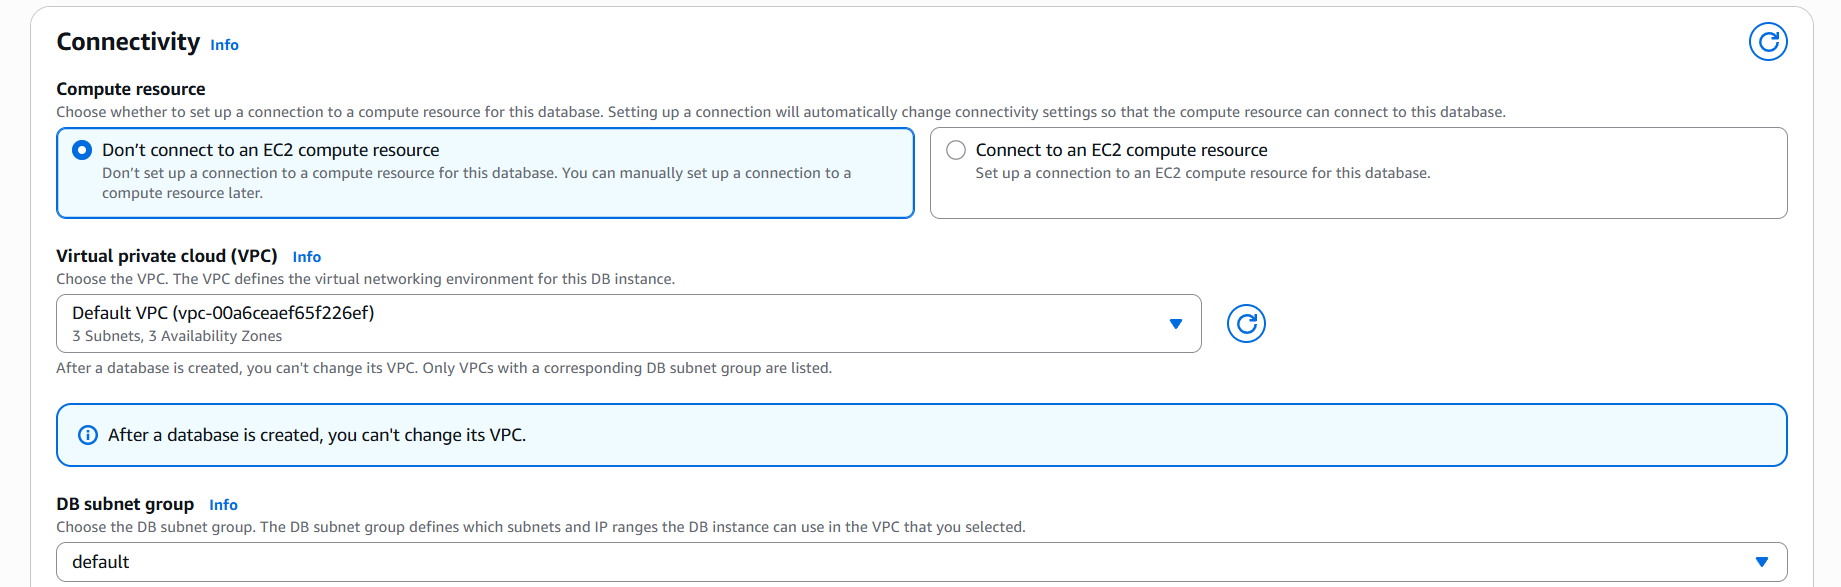 Connectivity Info
Compute resource
Choose whether to set up a connection to a compute resource for this database. Setting up a connection will automatically change connectivity settings so that the compute resource can connect to this database.
Don't connect to an EC2 compute resource
Don't set up a connection to a compute resource for this database. You can manually set up a connection to a
compute resource later.
Connect to an EC2 compute resource
Set up a connection to an EC2 compute resource for this database.
Virtual private cloud (VPC) Info
Choose the VPC. The VPC defines the virtual networking environment for this DB instance.
Default VPC (vpc-00a6ceaef65f226ef)
3 Subnets, 3 Availability Zones
After a database is created, you can't change its VPC. Only VPCs with a corresponding DB subnet group are listed.
After a database is created, you can't change its VPC.
DB subnet group Info
Choose the DB subnet group. The DB subnet group defines which subnets and IP ranges the DB instance can use in the VPC that you selected.
default